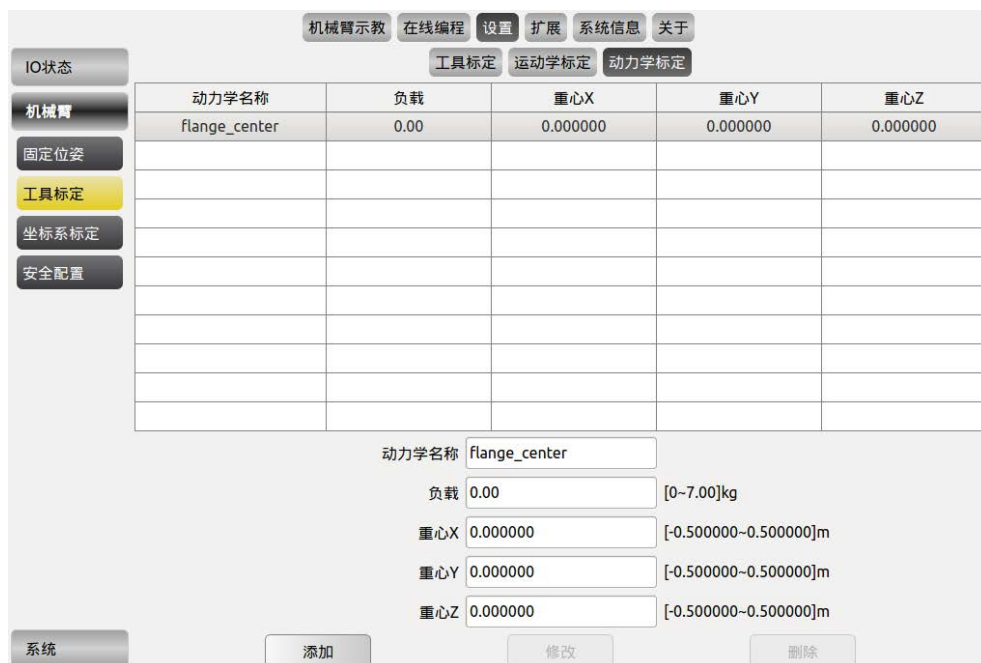 机械臂示教 在线编程 设置 扩展 系统信息 关于
工具标定 运动学标定 动力学标定
IO状态
机械臂
固定位姿
工具标定
坐标系标定
安全配置
系统
动力学名称 负载 重心X 重心Y 重心Z
flange_center 0.00 0.000000 0.000000 0.000000
动力学名称 flange_center
负载 0.00 [0~7.00]kg
重心X 0.000000 [-0.500000~0.500000]m
重心Y 0.000000 [-0.500000~0.500000]m
重心Z 0.000000 [-0.500000~0.500000]m
添加 修改 删除